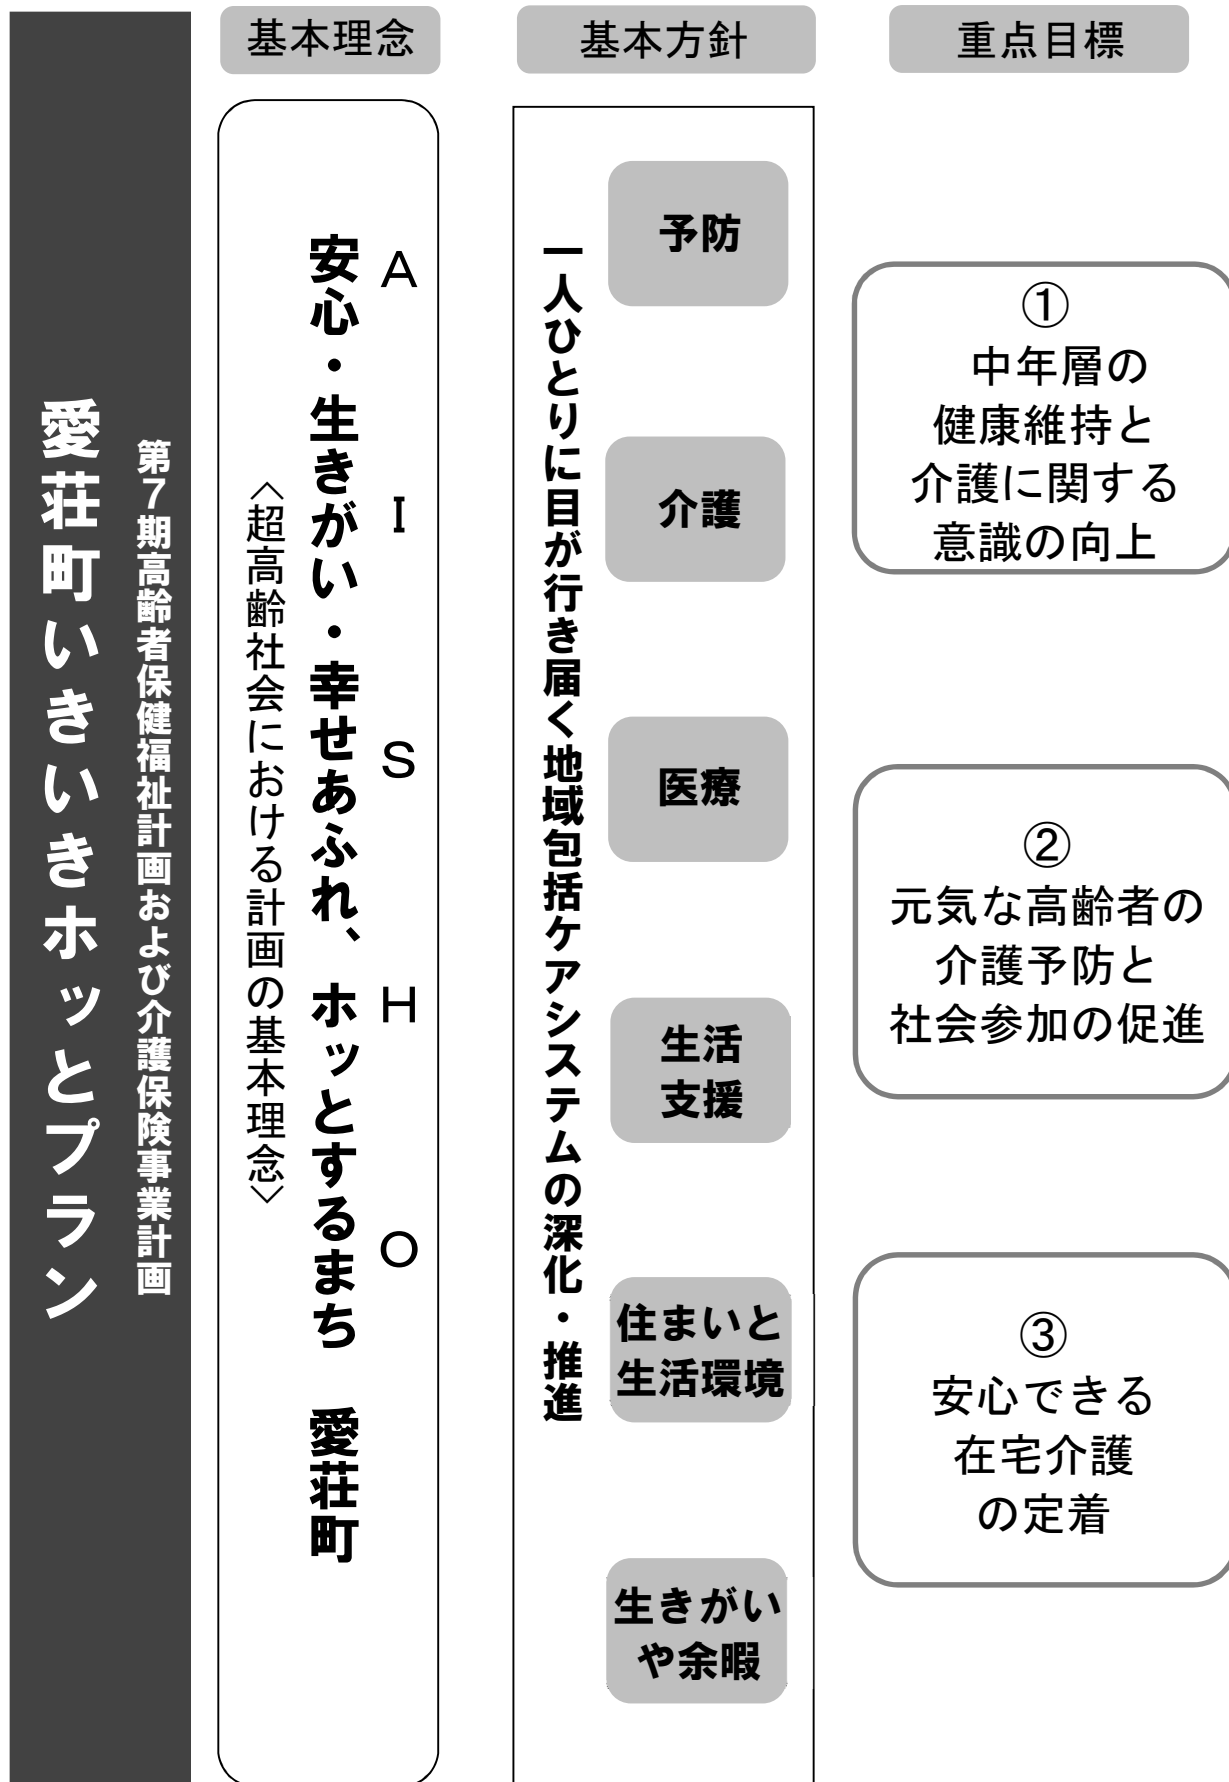 基本理念
基本方針
重点目標
愛荘町いきいきホッとプラン
第7期高齢者保健福祉計画および介護保険事業計画
AISHO
安心・生きがい・幸せあふれ、ホッとするまち　愛荘町
〈超高齢社会における計画の基本理念〉
一人ひとりに目が行き届く地域包括ケアシステムの深化・推進
予防
介護
医療
生活
支援
住まいと
生活環境
生きがい
や余暇
①
中年層の
健康維持と
介護に関する
意識の向上
②
元気な高齢者の
介護予防と
社会参加の促進
③
安心できる
在宅介護
の定着